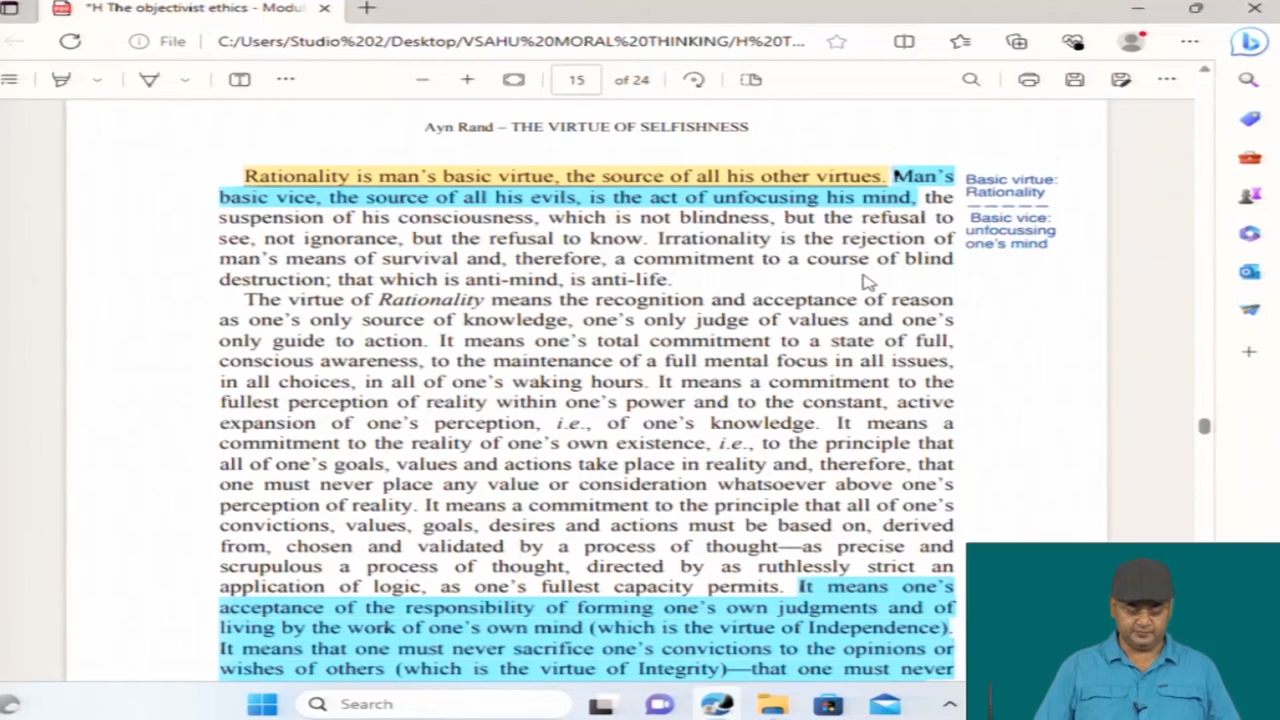 *H The objectivist ethics - Modu
File C:/Users/Studio%202/Desktop/VSAHU%20MORAL%20THINKING/H%20T...
15 of 24
Ayn Rand – THE VIRTUE OF SELFISHNESS
Rationality is man's basic virtue, the source of all his other virtues. Man's
basic vice, the source of all his evils, is the act of unfocusing his mind, the
suspension of his consciousness, which is not blindness, but the refusal to
see, not ignorance, but the refusal to know. Irrationality is the rejection of
man's means of survival and, therefore, a commitment to a course of blind
destruction; that which is anti-mind, is anti-life.
The virtue of Rationality means the recognition and acceptance of reason
as one's only source of knowledge, one's only judge of values and one's
only guide to action. It means one's total commitment to a state of full,
conscious awareness, to the maintenance of a full mental focus in all issues,
in all choices, in all of one's waking hours. It means a commitment to the
fullest perception of reality within one's power and to the constant, active
expansion of one's perception, i.e., of one's knowledge. It means a
commitment to the reality of one's own existence, i.e., to the principle that
all of one's goals, values and actions take place in reality and, therefore, that
one must never place any value or consideration whatsoever above one's
perception of reality. It means a commitment to the principle that all of one's
convictions, values, goals, desires and actions must be based on, derived
from, chosen and validated by a process of thought—as precise and
scrupulous a process of thought, directed by as ruthlessly strict an
application of logic, as one's fullest capacity permits. It means one's
acceptance of the responsibility of forming one's own judgments and of
living by the work of one's own mind (which is the virtue of Independence).
It means that one must never sacrifice one's convictions to the opinions or
wishes of others (which is the virtue of Integrity)—that one must never
Basic virtue:
Rationality
— — — — — —
Basic vice:
unfocussing
one's mind
Search